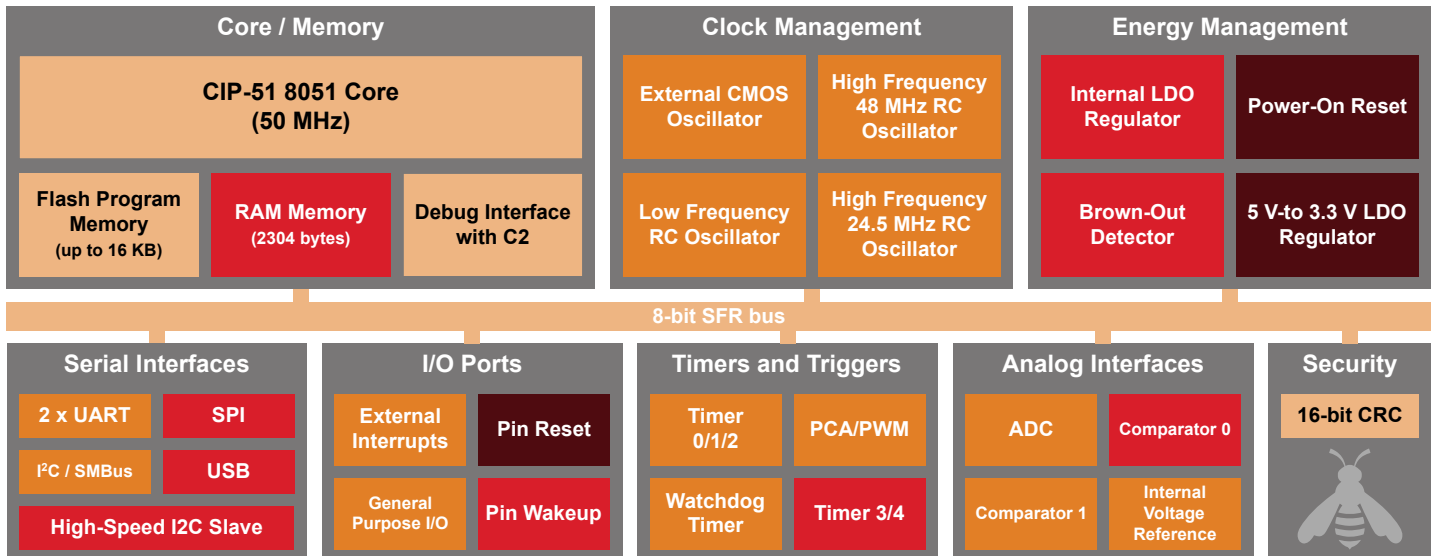 Core / Memory
CIP-51 8051 Core
(50 MHz)
Flash Program
Memory
(up to 16 KB)
RAM Memory
(2304 bytes)
Debug Interface
with C2
Clock Management
External CMOS
Oscillator
High Frequency
48 MHz RC
Oscillator
Low Frequency
RC Oscillator
High Frequency
24.5 MHz RC
Oscillator
Energy Management
Internal LDO
Regulator
Power-On Reset
Brown-Out
Detector
5 V-to 3.3 V LDO
Regulator
8-bit SFR bus
Serial Interfaces
2 x UART
SPI
I²C / SMBus
USB
High-Speed I2C Slave
I/O Ports
External
Interrupts
Pin Reset
General
Purpose I/O
Pin Wakeup
Timers and Triggers
Timer
0/1/2
PCA/PWM
Watchdog
Timer
Timer 3/4
Analog Interfaces
ADC
Comparator 0
Comparator 1
Internal
Voltage
Reference
Security
16-bit CRC